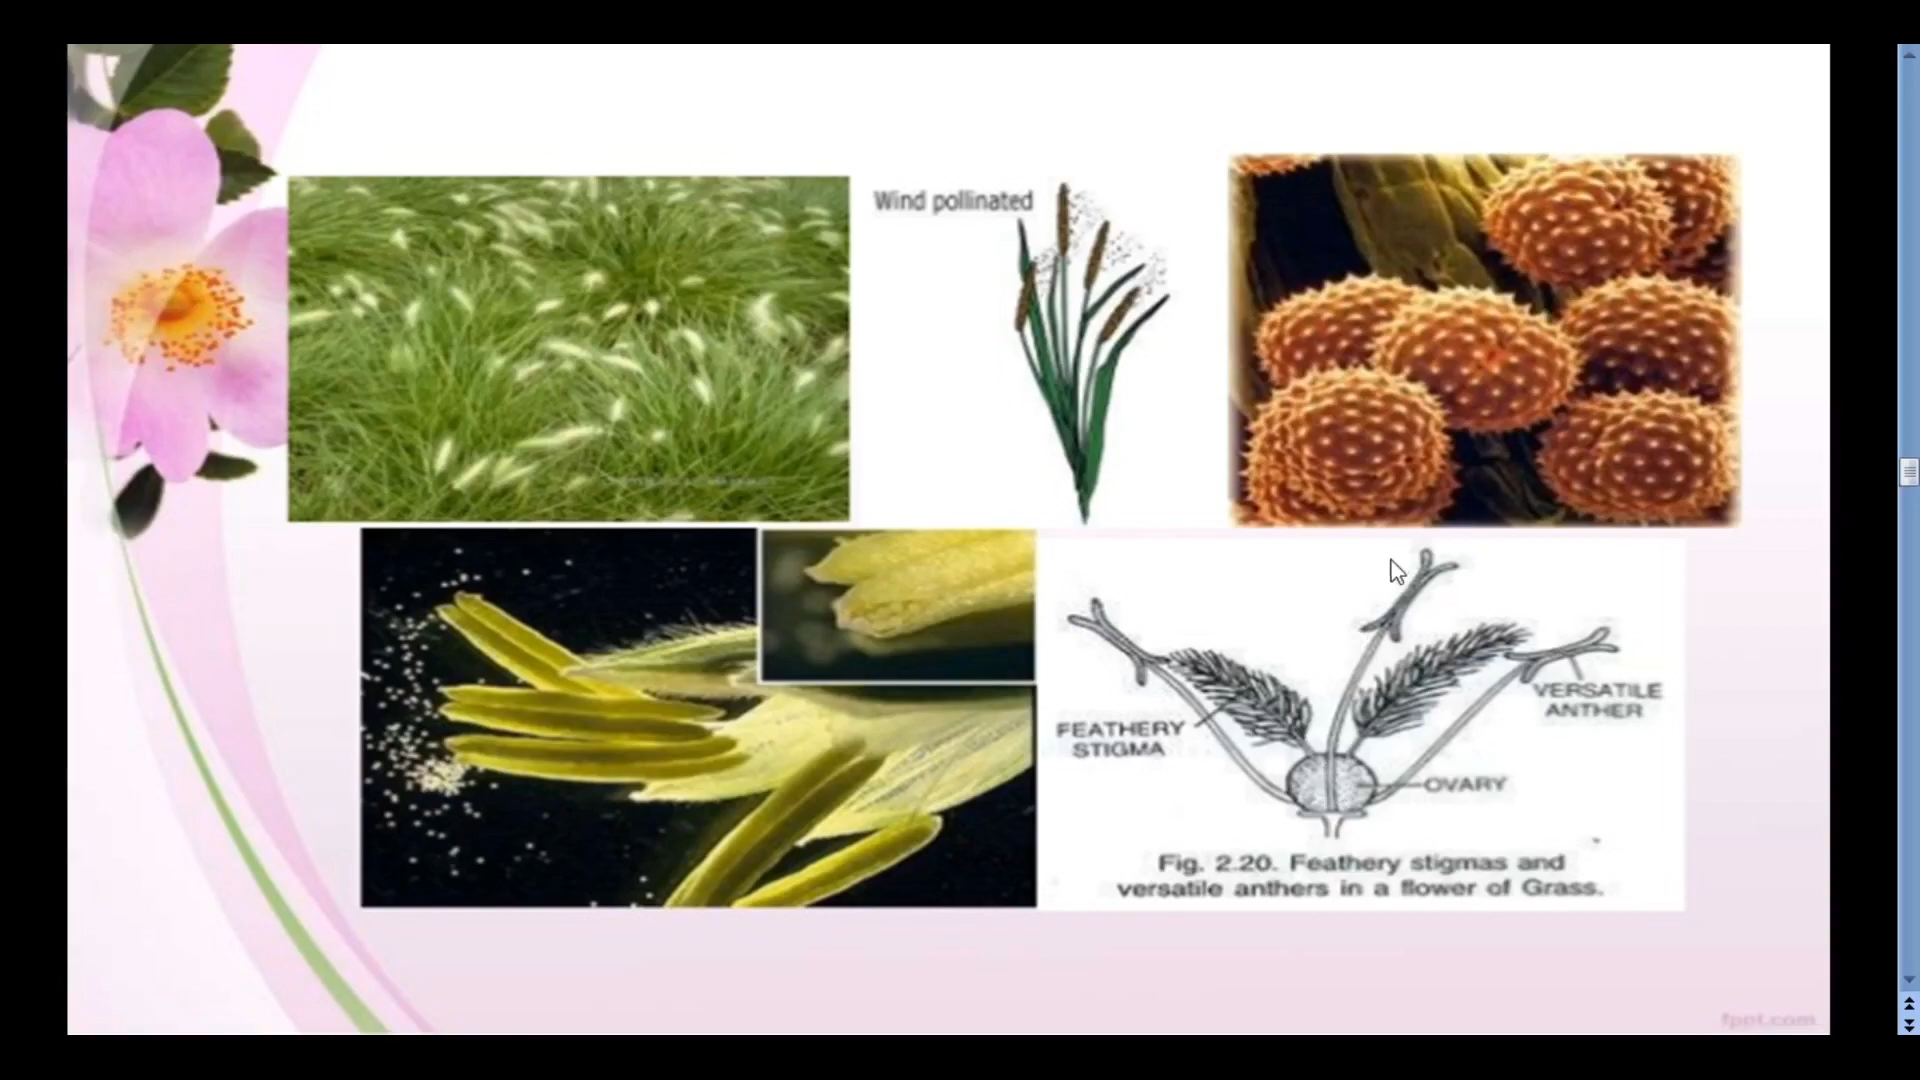 Wind pollinated
FEATHERY
STIGMA
VERSATILE
ANTHER
OVARY
Fig. 2.20. Feathery stigmas and
versatile anthers in a flower of Grass.
fppt.com